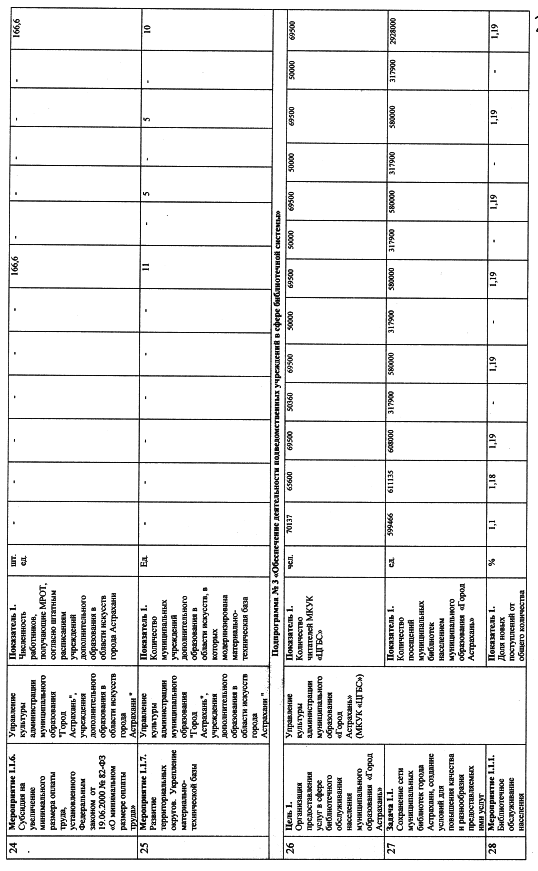 24
Мероприятие 1.1.6.
Субсидия на
увеличение
минимального
размера оплаты
труда,
установленного
Федеральным
законом от
19.06.2000 № 82-ФЗ
«О минимальном
размере оплаты
труда»
Управление
культуры
администрации
муниципального
образования
"Город
Астрахань",
учреждения
дополнительного
образования в
области искусств
города
Астрахани"
Показатель 1.
Численность
работников,
получающие МРОТ,
согласно штатным
расписаниям
учреждений
дополнительного
образования в
области искусств
города Астрахани
шт.
ед.
- - - - - - 166,6 - - - - - 166,6
25
Мероприятие 1.1.7.
Развитие
территориальных
округов. Укрепление
материально-
технической базы
Управление
культуры
администрации
муниципального
образования
"Город
Астрахань",
учреждения
дополнительного
образования в
области искусств
города
Астрахани"
Показатель 1.
Количество
муниципальных
учреждений
дополнительного
образования в
области искусств, в
которых
модернизирована
материально-
техническая база
Ед.
- - - - - - 11 - 5 - 5 - 10
Подпрограмма № 3 «Обеспечение деятельности подведомственных учреждений в сфере библиотечной системы»
26
Цель 1.
Организация
предоставления
услуг в сфере
библиотечного
обслуживания
населения
муниципального
образования «Город
Астрахань»
Управление
культуры
администрации
муниципального
образования
«Город
Астрахань»
(МКУК «ЦГБС»)
Показатель 1.
Количество
читателей МКУК
«ЦГБС»
чел.
70137 65600 69500 50360 69500 50000 69500 50000 69500 50000 69500 50000 69500
27
Задача 1.1.
Сохранение сети
муниципальных
библиотек города
Астрахани, создание
условий для
повышения качества
и разнообразия
предоставляемых
ими услуг
Показатель 1.
Количество
посещений
муниципальных
библиотек
населением
муниципального
образования «Город
Астрахань»
ед.
599466 611135 608000 317900 580000 317900 580000 317900 580000 317900 580000 317900 2928000
28
Мероприятие 1.1.1.
Библиотечное
обслуживание
населения
Показатель 1.
Доля новых
поступлений от
общего количества
%
1,1 1,18 1,19 - 1,19 - 1,19 - 1,19 - 1,19 - 1,19